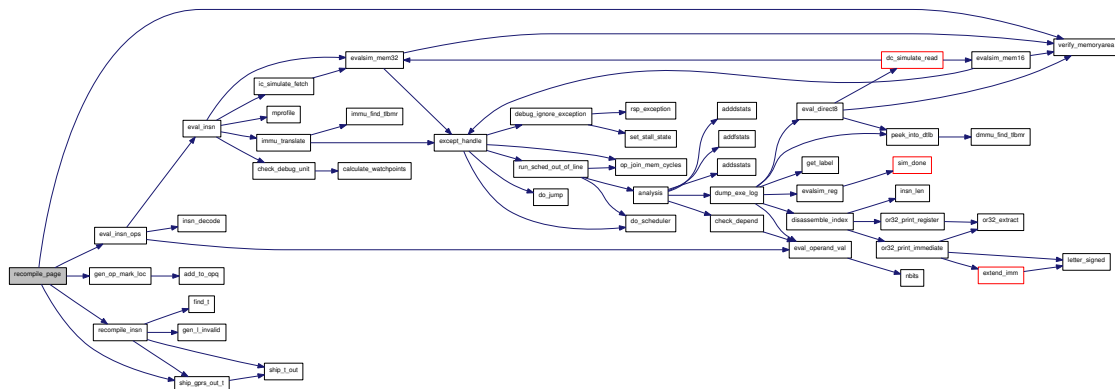 verify_memoryarea
evalsim_mem32
dc_simulate_read
evalsim_mem16
ic_simulate_fetch
rsp_exception
adddstats
eval_direct8
mprofile
immu_find_tlbmr
debug_ignore_exception
eval_insn
set_stall_state
addfstats
peek_into_dtlb
dmmu_find_tlbmr
immu_translate
except_handle
get_label
sim_done
check_debug_unit
calculate_watchpoints
run_sched_out_of_line
op_join_mem_cycles
addsstats
do_jump
analysis
dump_exe_log
evalsim_reg
insn_len
insn_decode
do_scheduler
check_depend
disassemble_index
or32_print_register
or32_extract
eval_insn_ops
eval_operand_val
or32_print_immediate
letter_signed
recompile_page
gen_op_mark_loc
add_to_opq
nbits
extend_imm
find_t
recompile_insn
gen_l_invalid
ship_t_out
ship_gprs_out_t